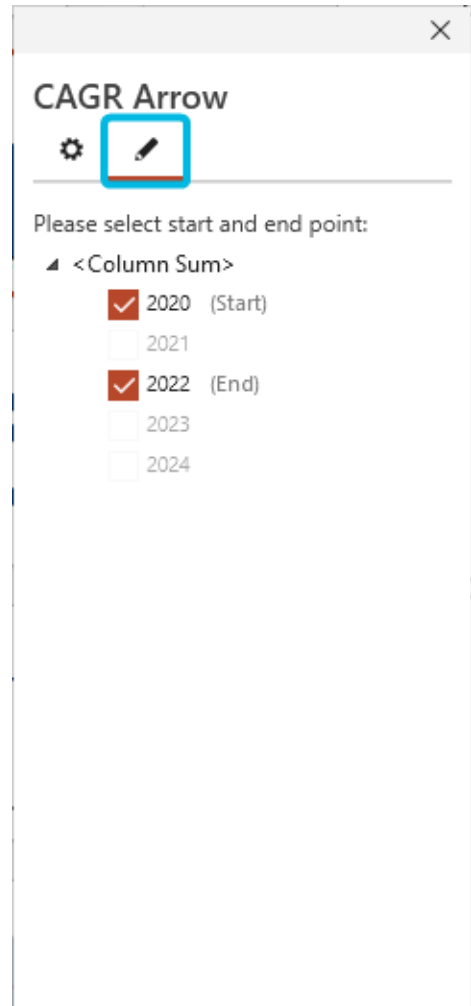 CAGR Arrow
Please select start and end point:
<Column Sum>
2020 (Start)
2021
2022 (End)
2023
2024